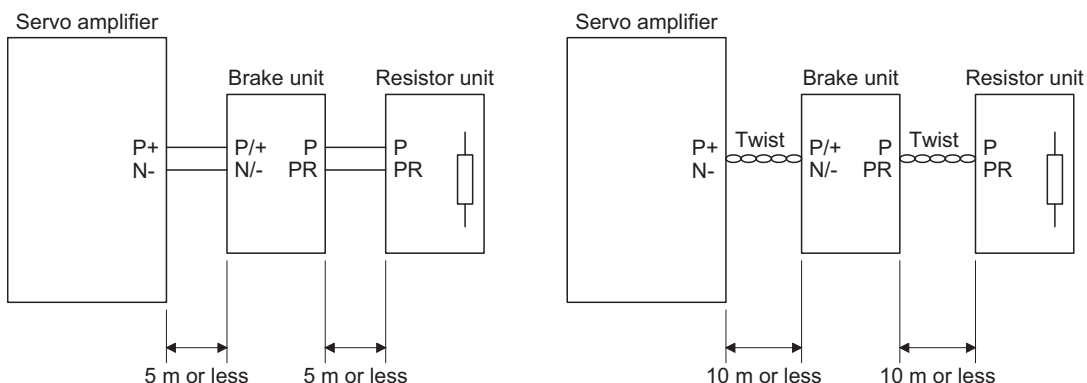 Servo amplifier
Brake unit
Resistor unit
P+
N-
P/+
N/-
P
PR
P
PR
5 m or less
5 m or less
Servo amplifier
Brake unit
Resistor unit
P+
N-
Twist
P/+
N/-
P
PR
Twist
P
PR
10 m or less
10 m or less